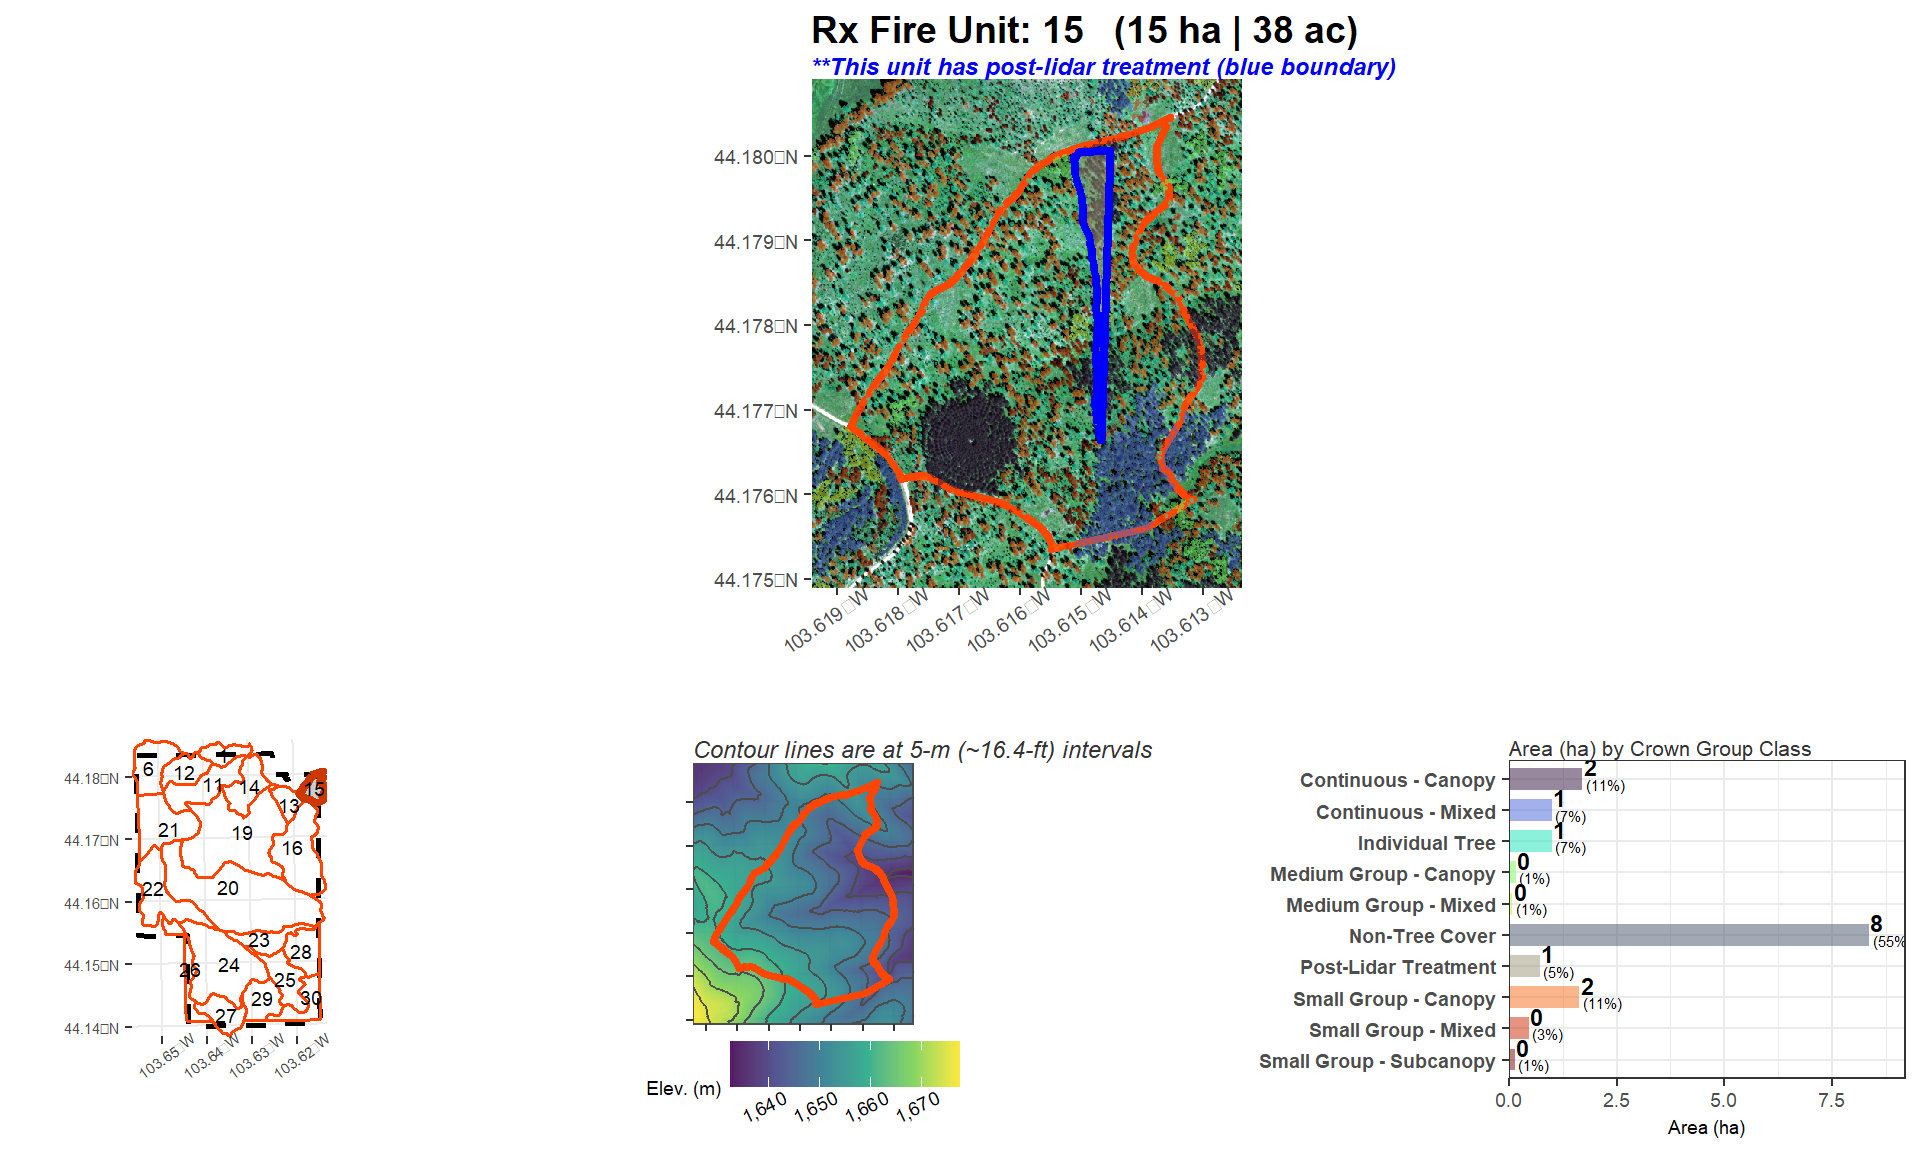 Rx Fire Unit: 15 (15 ha | 38 ac)
**This unit has post-lidar treatment (blue boundary)
44.180□N
44.179□N
44.178□N
44.177□N
44.176□N
44.175□N
103.619□W
103.618□W
103.617□W
103.616□W
103.615□W
103.614□W
103.613□W
44.18□N
44.17□N
44.16□N
44.15□N
44.14□N
103.65□W
103.64□W
103.63□W
103.62□W
6
12
1
11
14
15
13
21
19
16
22
20
23
28
26
24
25
29
30
27
Contour lines are at 5-m (~16.4-ft) intervals
Elev. (m)
1,640
1,650
1,660
1,670
Area (ha) by Crown Group Class
Continuous - Canopy 2 (11%)
Continuous - Mixed 1 (7%)
Individual Tree 1 (7%)
Medium Group - Canopy 0 (1%)
Medium Group - Mixed 0 (1%)
Non-Tree Cover 8 (55%
Post-Lidar Treatment 1 (5%)
Small Group - Canopy 2 (11%)
Small Group - Mixed 0 (3%)
Small Group - Subcanopy 0 (1%)
0.0 2.5 5.0 7.5
Area (ha)